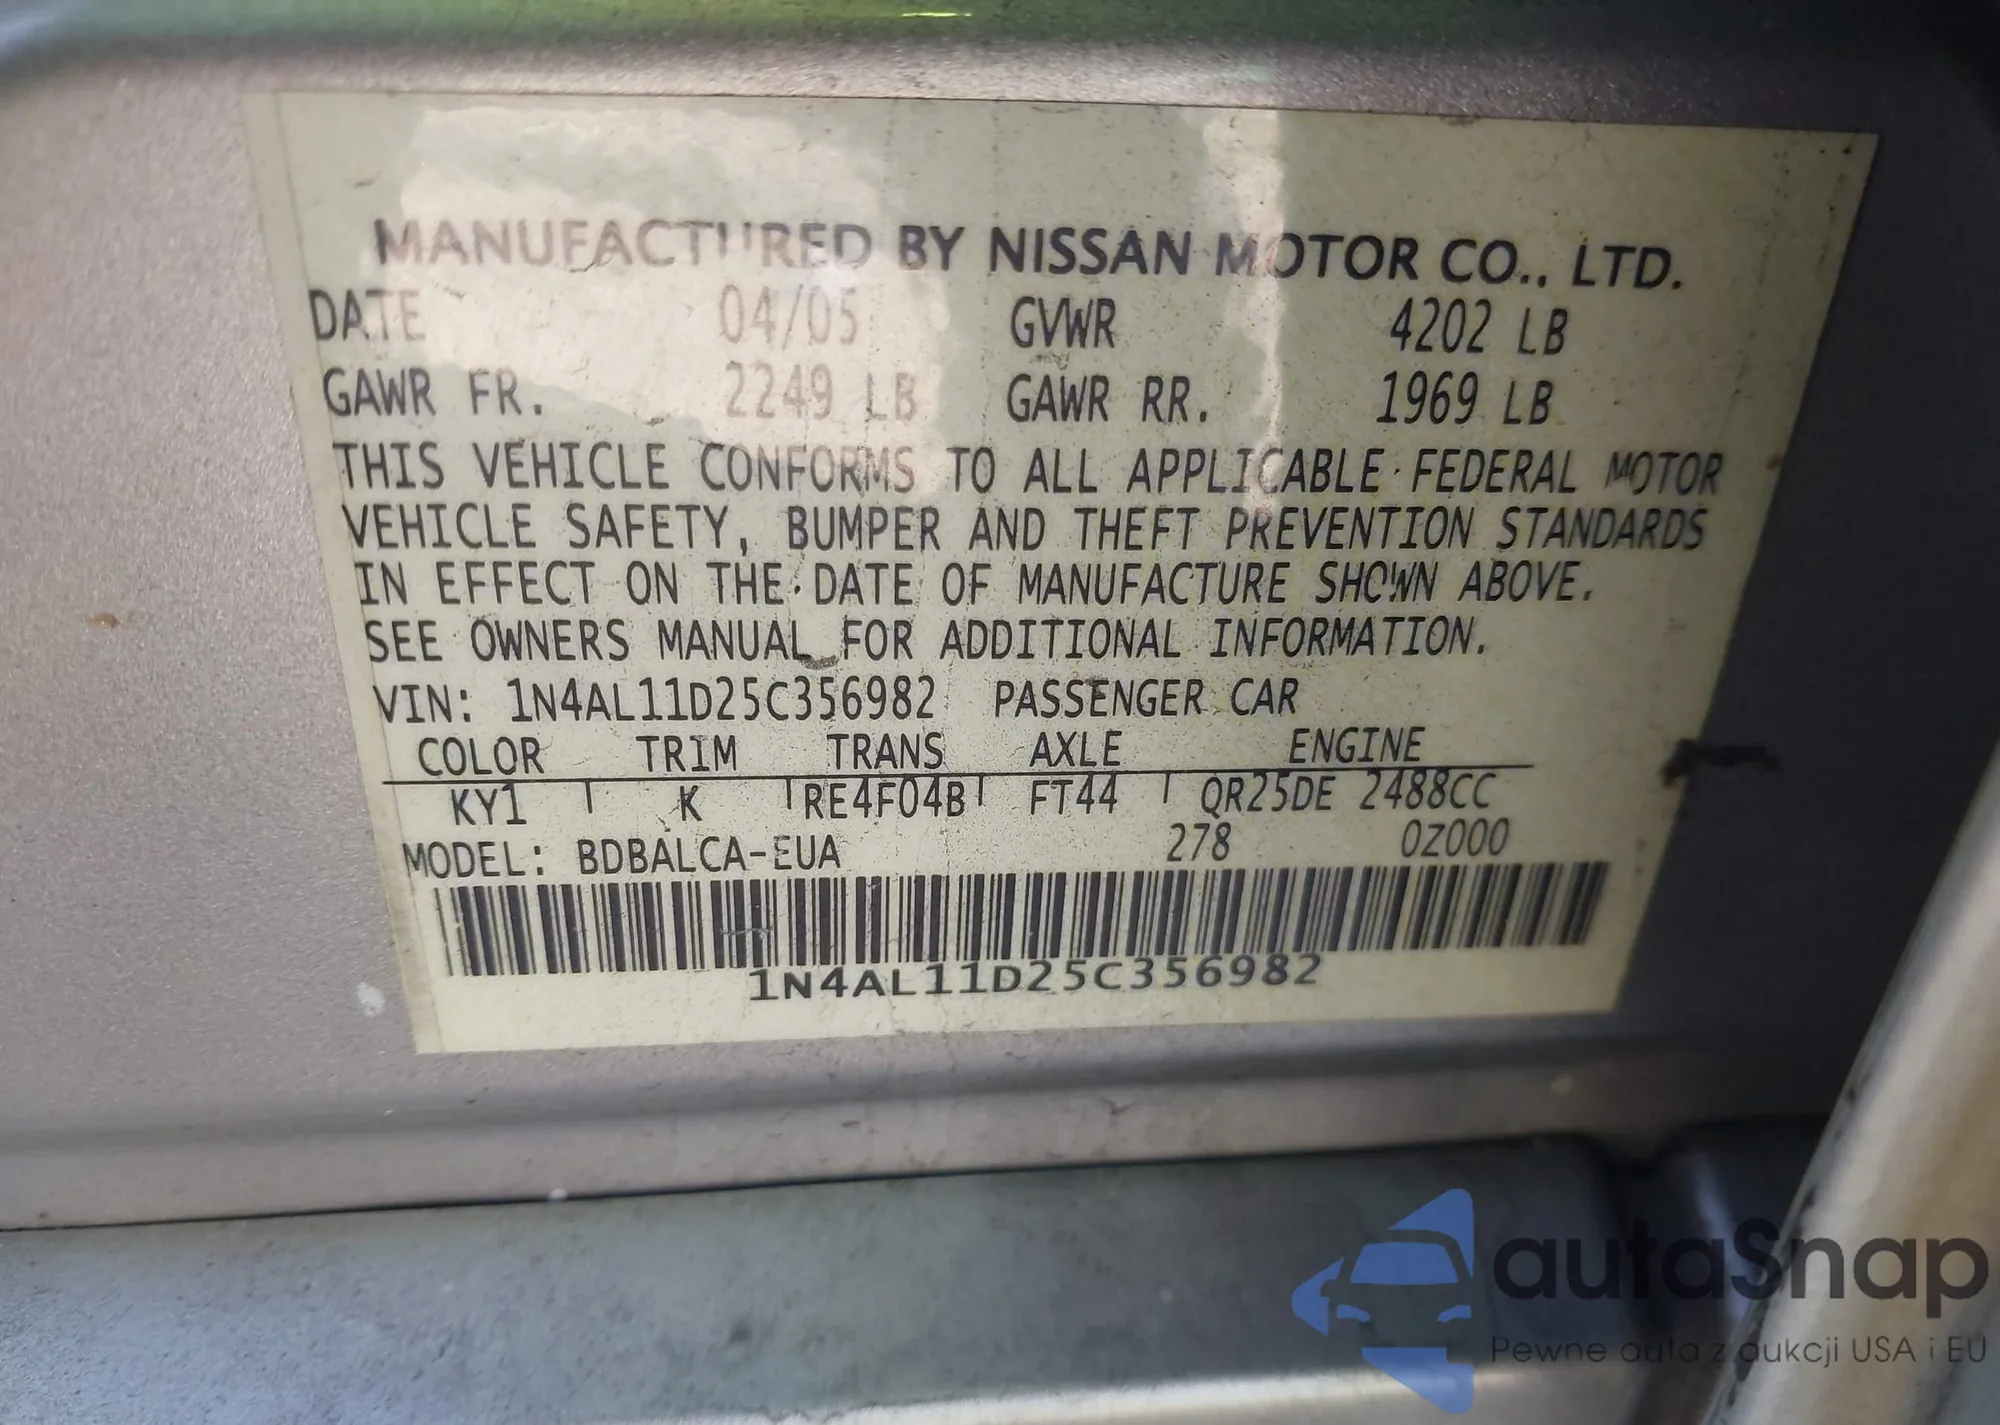 MANUFACTURED BY NISSAN MOTOR CO., LTD.
DATE 04/05 GVWR 4202 LB
GAWR FR. 2249 LB GAWR RR. 1969 LB
THIS VEHICLE CONFORMS TO ALL APPLICABLE FEDERAL MOTOR
VEHICLE SAFETY, BUMPER AND THEFT PREVENTION STANDARDS
IN EFFECT ON THE DATE OF MANUFACTURE SHOWN ABOVE.
SEE OWNERS MANUAL FOR ADDITIONAL INFORMATION.
VIN: 1N4AL11D25C356982 PASSENGER CAR
COLOR TRIM TRANS AXLE ENGINE
KY1 K RE4F04B FT44 QR25DE 2488CC
278 0Z000
MODEL: BDBALCA-EUA
1N4AL11D25C356982
autaSnap
Pewne auta z aukcji USA i EU